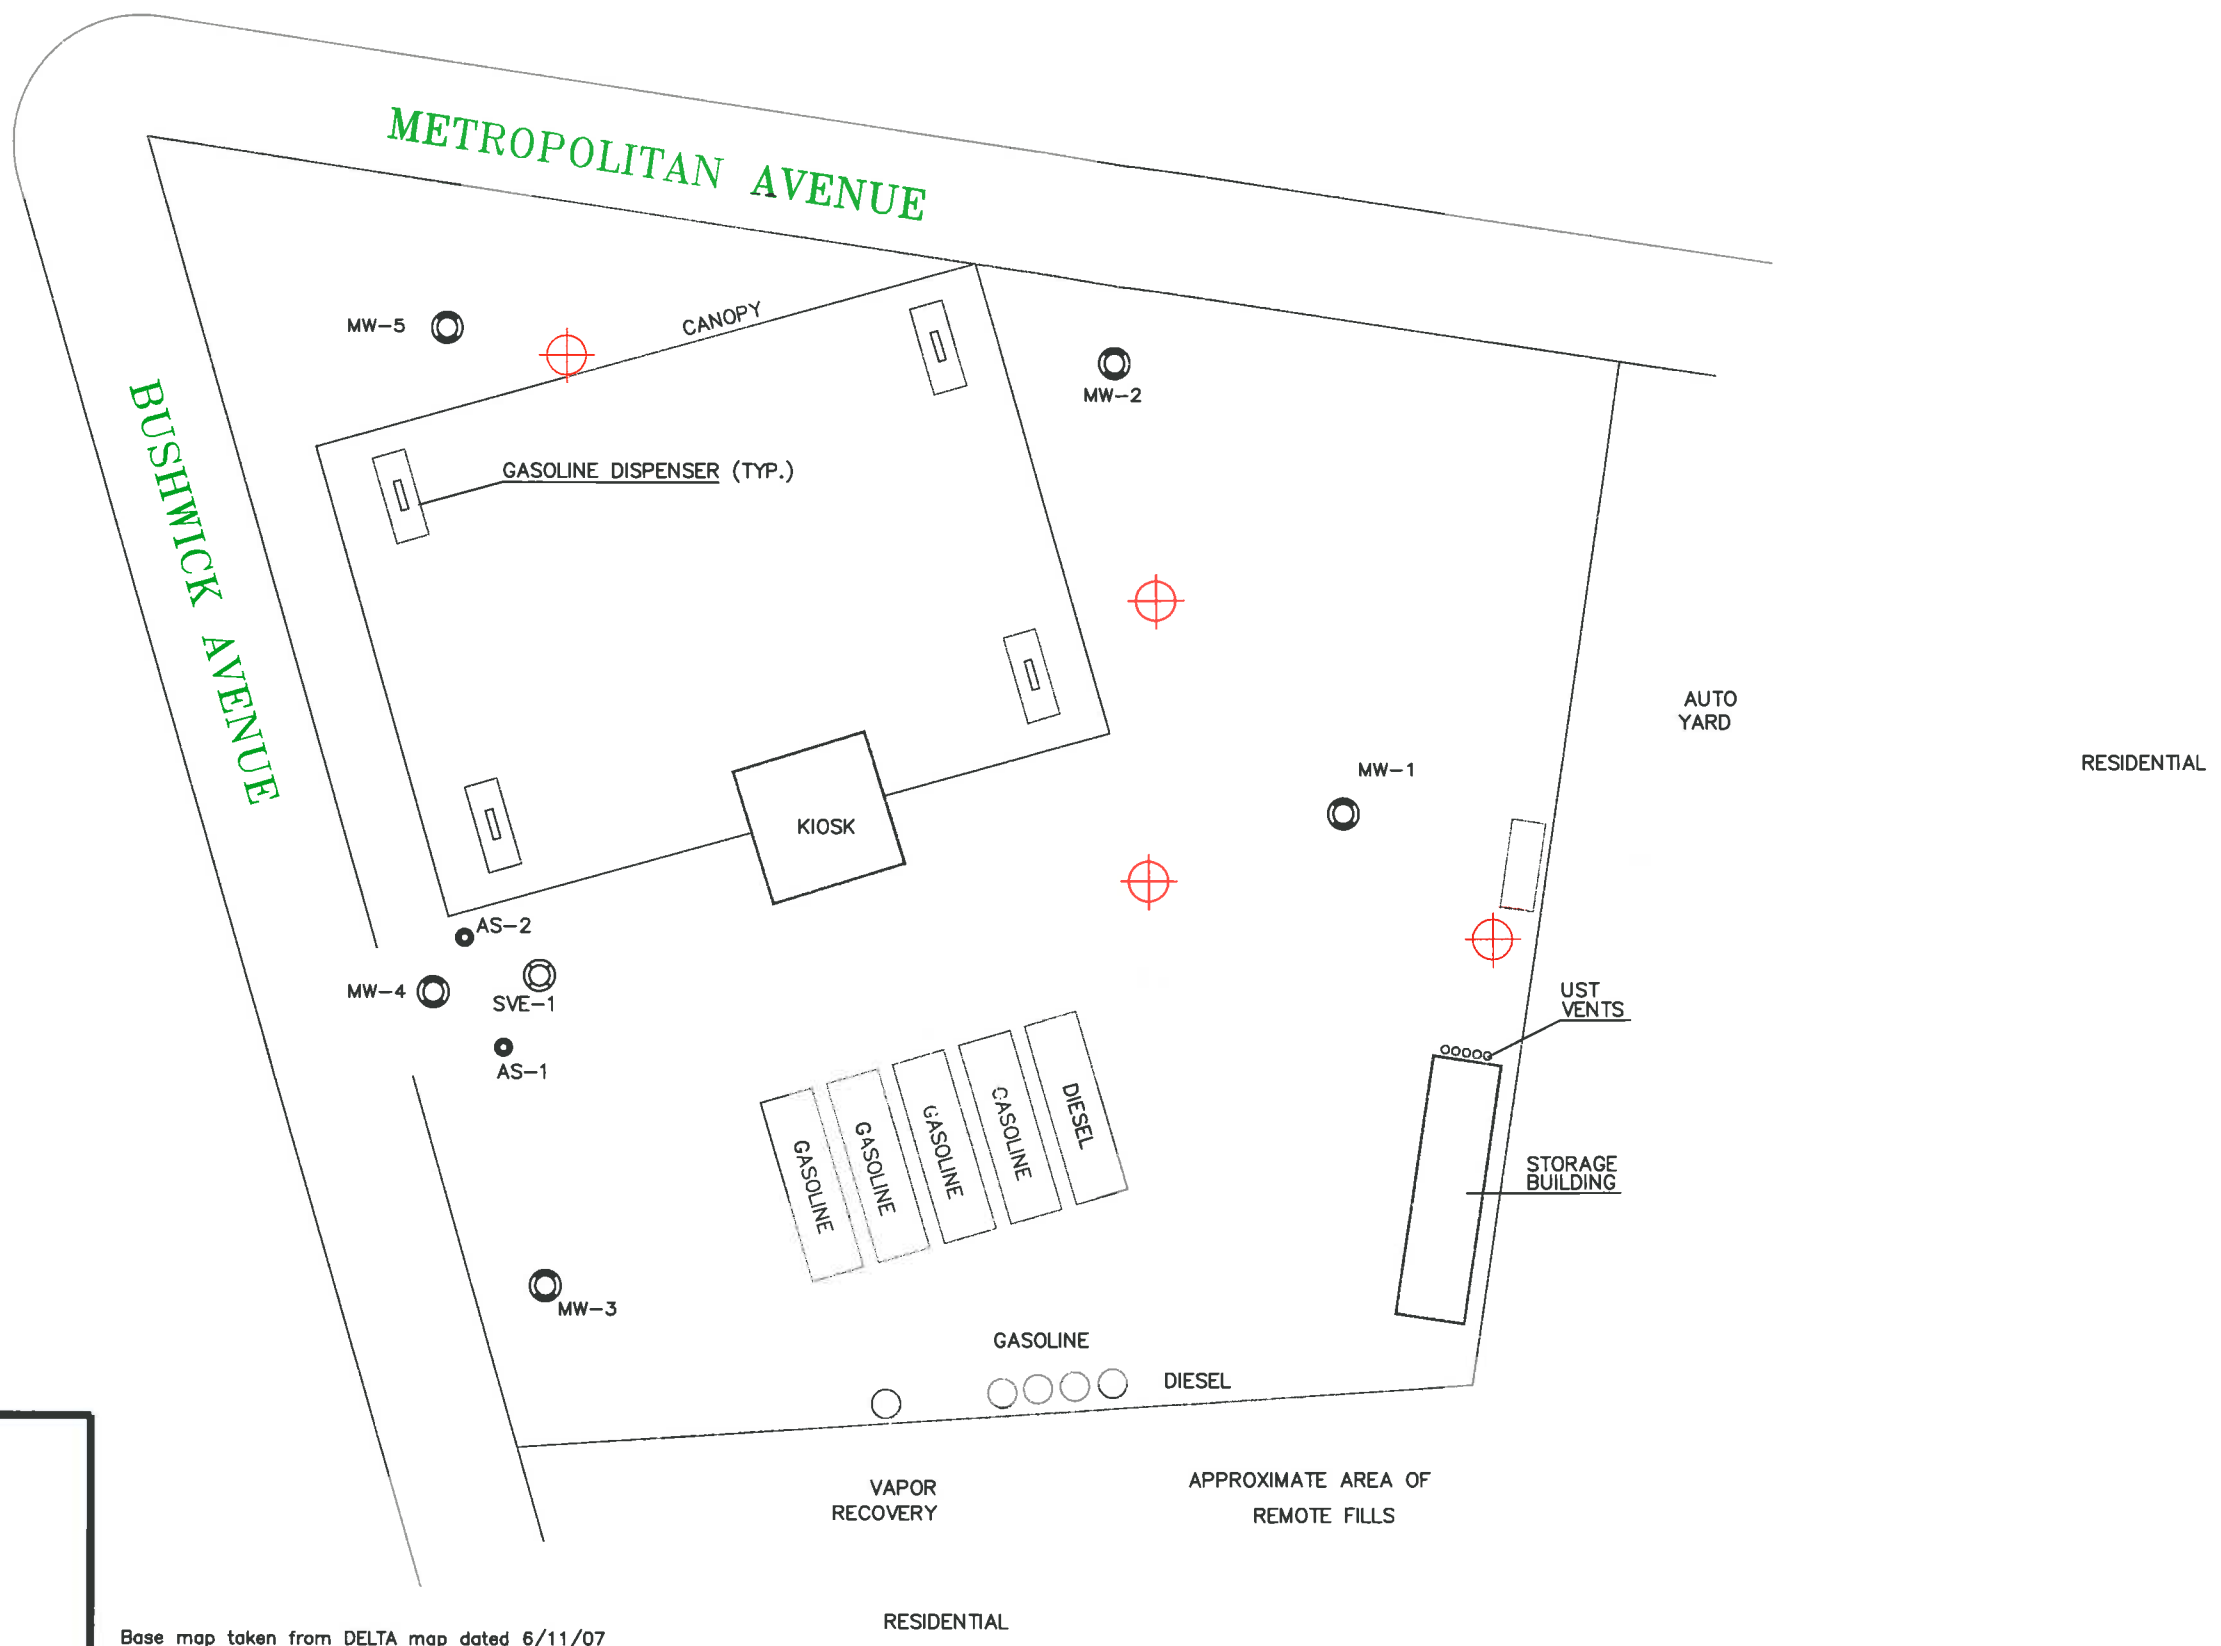 METROPOLITAN AVENUE
BUSHWICK AVENUE
MW-5
CANOPY
MW-2
GASOLINE DISPENSER (TYP.)
AUTO
YARD
RESIDENTIAL
MW-1
KIOSK
AS-2
MW-4
SVE-1
UST
VENTS
AS-1
DIESEL
GASOLINE
GASOLINE
GASOLINE
GASOLINE
STORAGE
BUILDING
MW-3
GASOLINE
DIESEL
VAPOR
RECOVERY
APPROXIMATE AREA OF
REMOTE FILLS
RESIDENTIAL
Base map taken from DELTA map dated 6/11/07